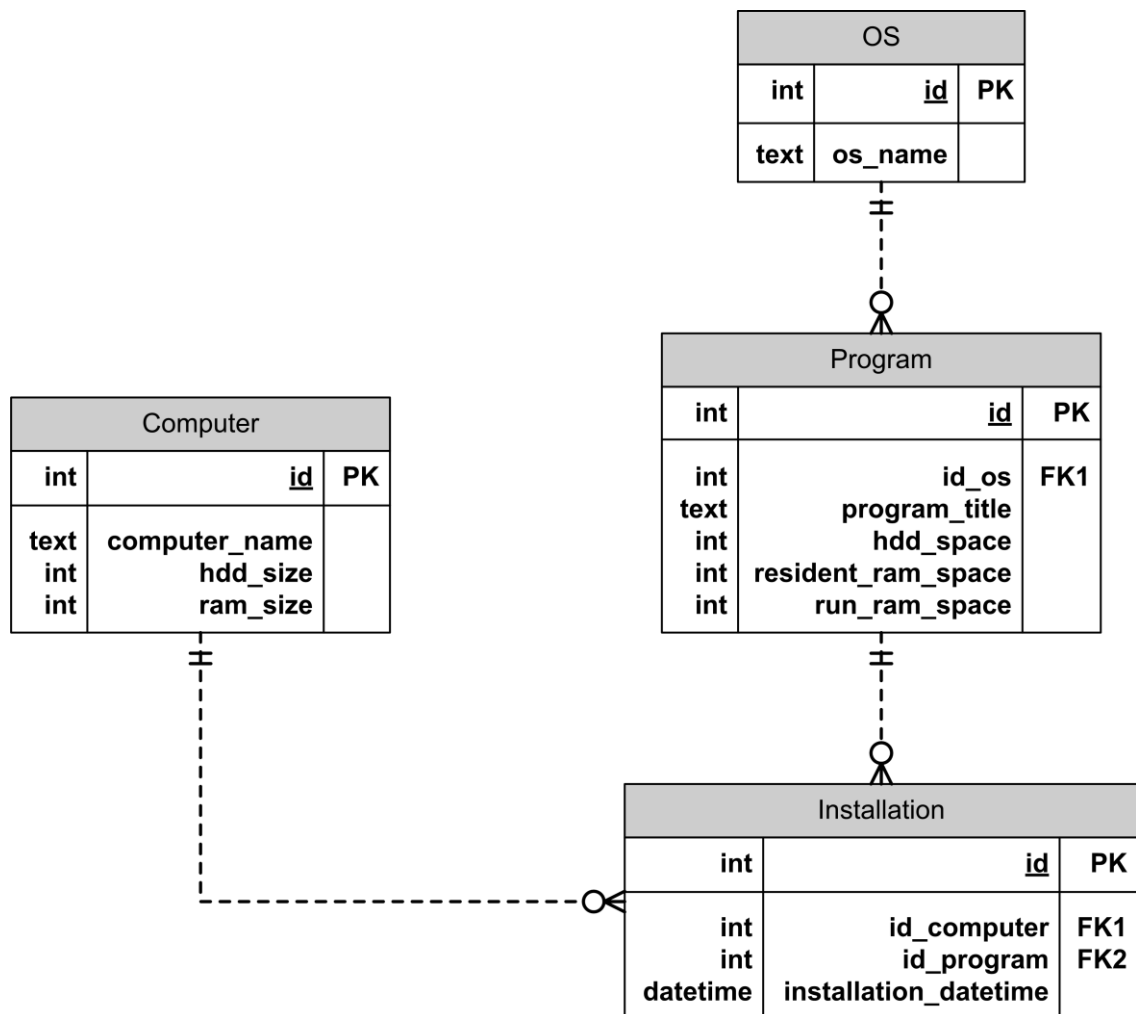 OS
int id PK
text os_name
Program
int id PK
int id_os FK1
text program_title
int hdd_space
int resident_ram_space
int run_ram_space
Computer
int id PK
text computer_name
int hdd_size
int ram_size
Installation
int id PK
int id_computer FK1
int id_program FK2
datetime installation_datetime